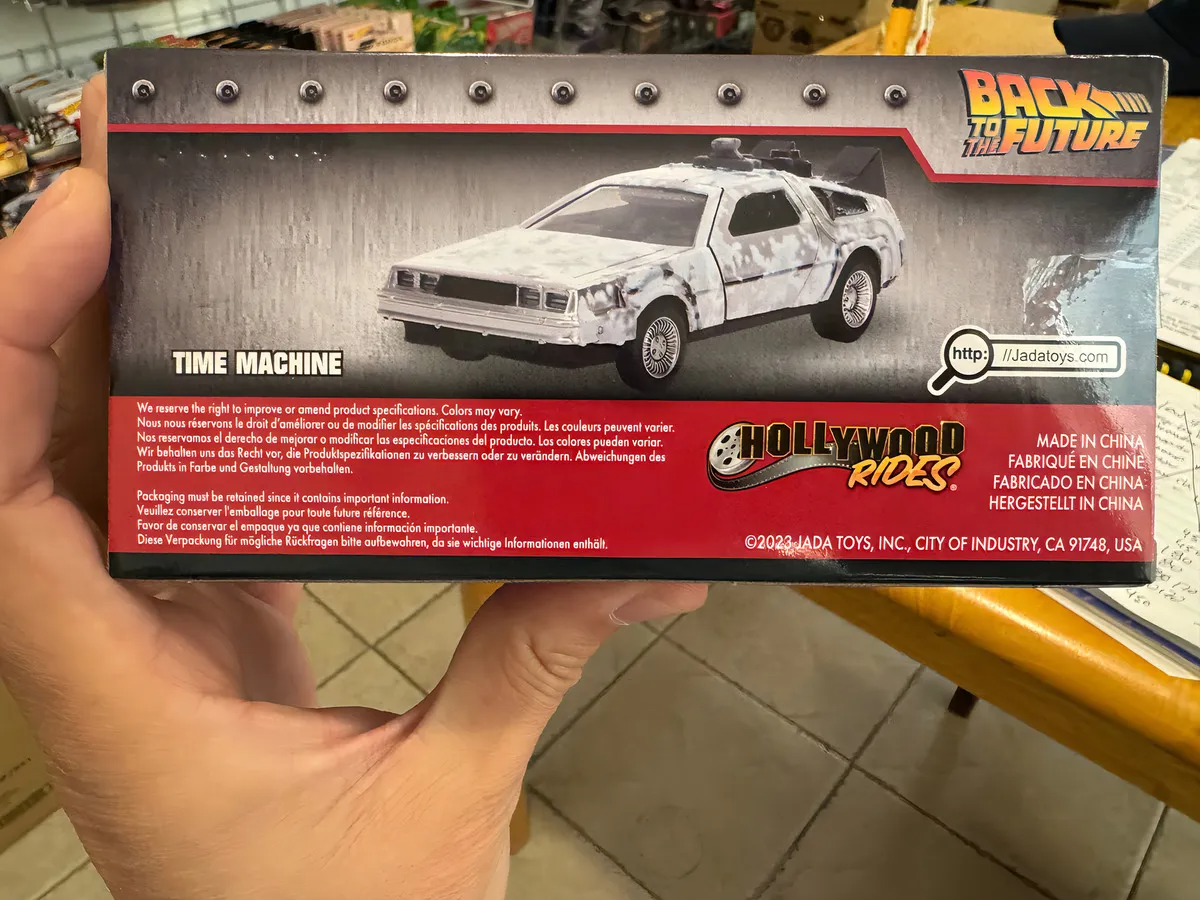 BACK
TO THE FUTURE
TIME MACHINE
http: //Jadatoys.com
We reserve the right to improve or amend product specifications. Colors may vary.
Nous nous réservons le droit d'améliorer ou de modifier les spécifications des produits. Les couleurs peuvent varier.
Nos reservamos el derecho de mejorar o modificar las especificaciones del producto. Los colores pueden variar.
Wir behalten uns das Recht vor, die Produktspezifikationen zu verbessern oder zu verändern. Abweichungen des
Produkts in Farbe und Gestaltung vorbehalten.
Packaging must be retained since it contains important information.
Veuillez conserver l'emballage pour toute future référence.
Favor de conservar el empaque ya que contiene información importante.
Diese Verpackung für mögliche Rückfragen bitte aufbewahren, da sie wichtige Informationen enthält.
HOLLYWOOD
RIDES®
MADE IN CHINA
FABRIQUÉ EN CHINE
FABRICADO EN CHINA
HERGESTELLT IN CHINA
©2023 JADA TOYS, INC., CITY OF INDUSTRY, CA 91748, USA